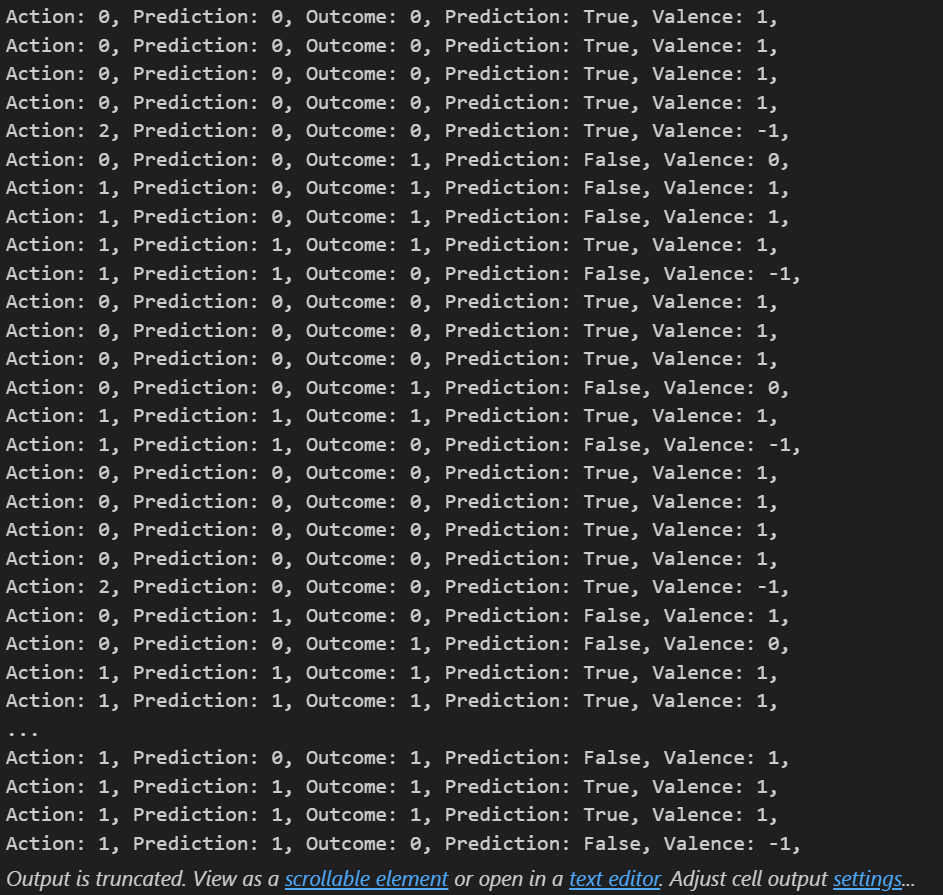 Action: 0, Prediction: 0, Outcome: 0, Prediction: True, Valence: 1,
Action: 0, Prediction: 0, Outcome: 0, Prediction: True, Valence: 1,
Action: 0, Prediction: 0, Outcome: 0, Prediction: True, Valence: 1,
Action: 0, Prediction: 0, Outcome: 0, Prediction: True, Valence: 1,
Action: 2, Prediction: 0, Outcome: 0, Prediction: True, Valence: -1,
Action: 0, Prediction: 0, Outcome: 1, Prediction: False, Valence: 0,
Action: 1, Prediction: 0, Outcome: 1, Prediction: False, Valence: 1,
Action: 1, Prediction: 0, Outcome: 1, Prediction: False, Valence: 1,
Action: 1, Prediction: 1, Outcome: 1, Prediction: True, Valence: 1,
Action: 1, Prediction: 1, Outcome: 0, Prediction: False, Valence: -1,
Action: 0, Prediction: 0, Outcome: 0, Prediction: True, Valence: 1,
Action: 0, Prediction: 0, Outcome: 0, Prediction: True, Valence: 1,
Action: 0, Prediction: 0, Outcome: 0, Prediction: True, Valence: 1,
Action: 0, Prediction: 0, Outcome: 1, Prediction: False, Valence: 0,
Action: 1, Prediction: 1, Outcome: 1, Prediction: True, Valence: 1,
Action: 1, Prediction: 1, Outcome: 0, Prediction: False, Valence: -1,
Action: 0, Prediction: 0, Outcome: 0, Prediction: True, Valence: 1,
Action: 0, Prediction: 0, Outcome: 0, Prediction: True, Valence: 1,
Action: 0, Prediction: 0, Outcome: 0, Prediction: True, Valence: 1,
Action: 0, Prediction: 0, Outcome: 0, Prediction: True, Valence: 1,
Action: 2, Prediction: 0, Outcome: 0, Prediction: True, Valence: -1,
Action: 0, Prediction: 1, Outcome: 0, Prediction: False, Valence: 1,
Action: 0, Prediction: 0, Outcome: 1, Prediction: False, Valence: 0,
Action: 1, Prediction: 1, Outcome: 1, Prediction: True, Valence: 1,
Action: 1, Prediction: 1, Outcome: 1, Prediction: True, Valence: 1,
...
Action: 1, Prediction: 0, Outcome: 1, Prediction: False, Valence: 1,
Action: 1, Prediction: 1, Outcome: 1, Prediction: True, Valence: 1,
Action: 1, Prediction: 1, Outcome: 1, Prediction: True, Valence: 1,
Action: 1, Prediction: 1, Outcome: 0, Prediction: False, Valence: -1,
Output is truncated. View as a scrollable element or open in a text editor. Adjust cell output settings...